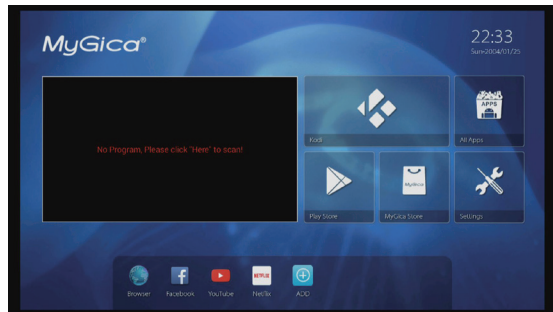 MyGica®
22:33
Sun-2004/01/25
No Program, Please click "Here" to scan!
Kodi
APPS
All Apps
Play Store
MyGica
MyGica Store
Settings
Browser
Facebook
YouTube
NETFLIX
Netflix
ADD